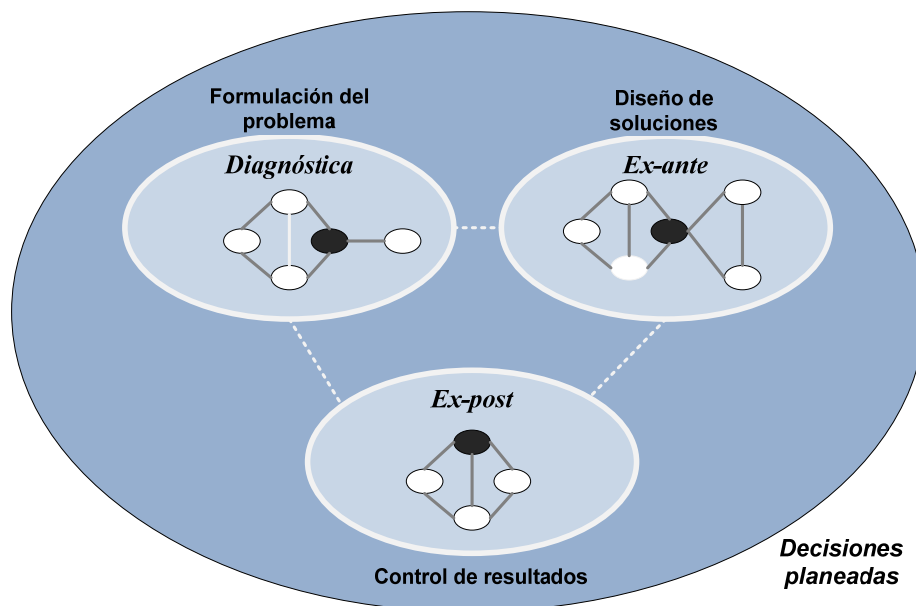 Formulación del
problema
Diagnóstica
Diseño de
soluciones
Ex-ante
Ex-post
Control de resultados
Decisiones
planeadas